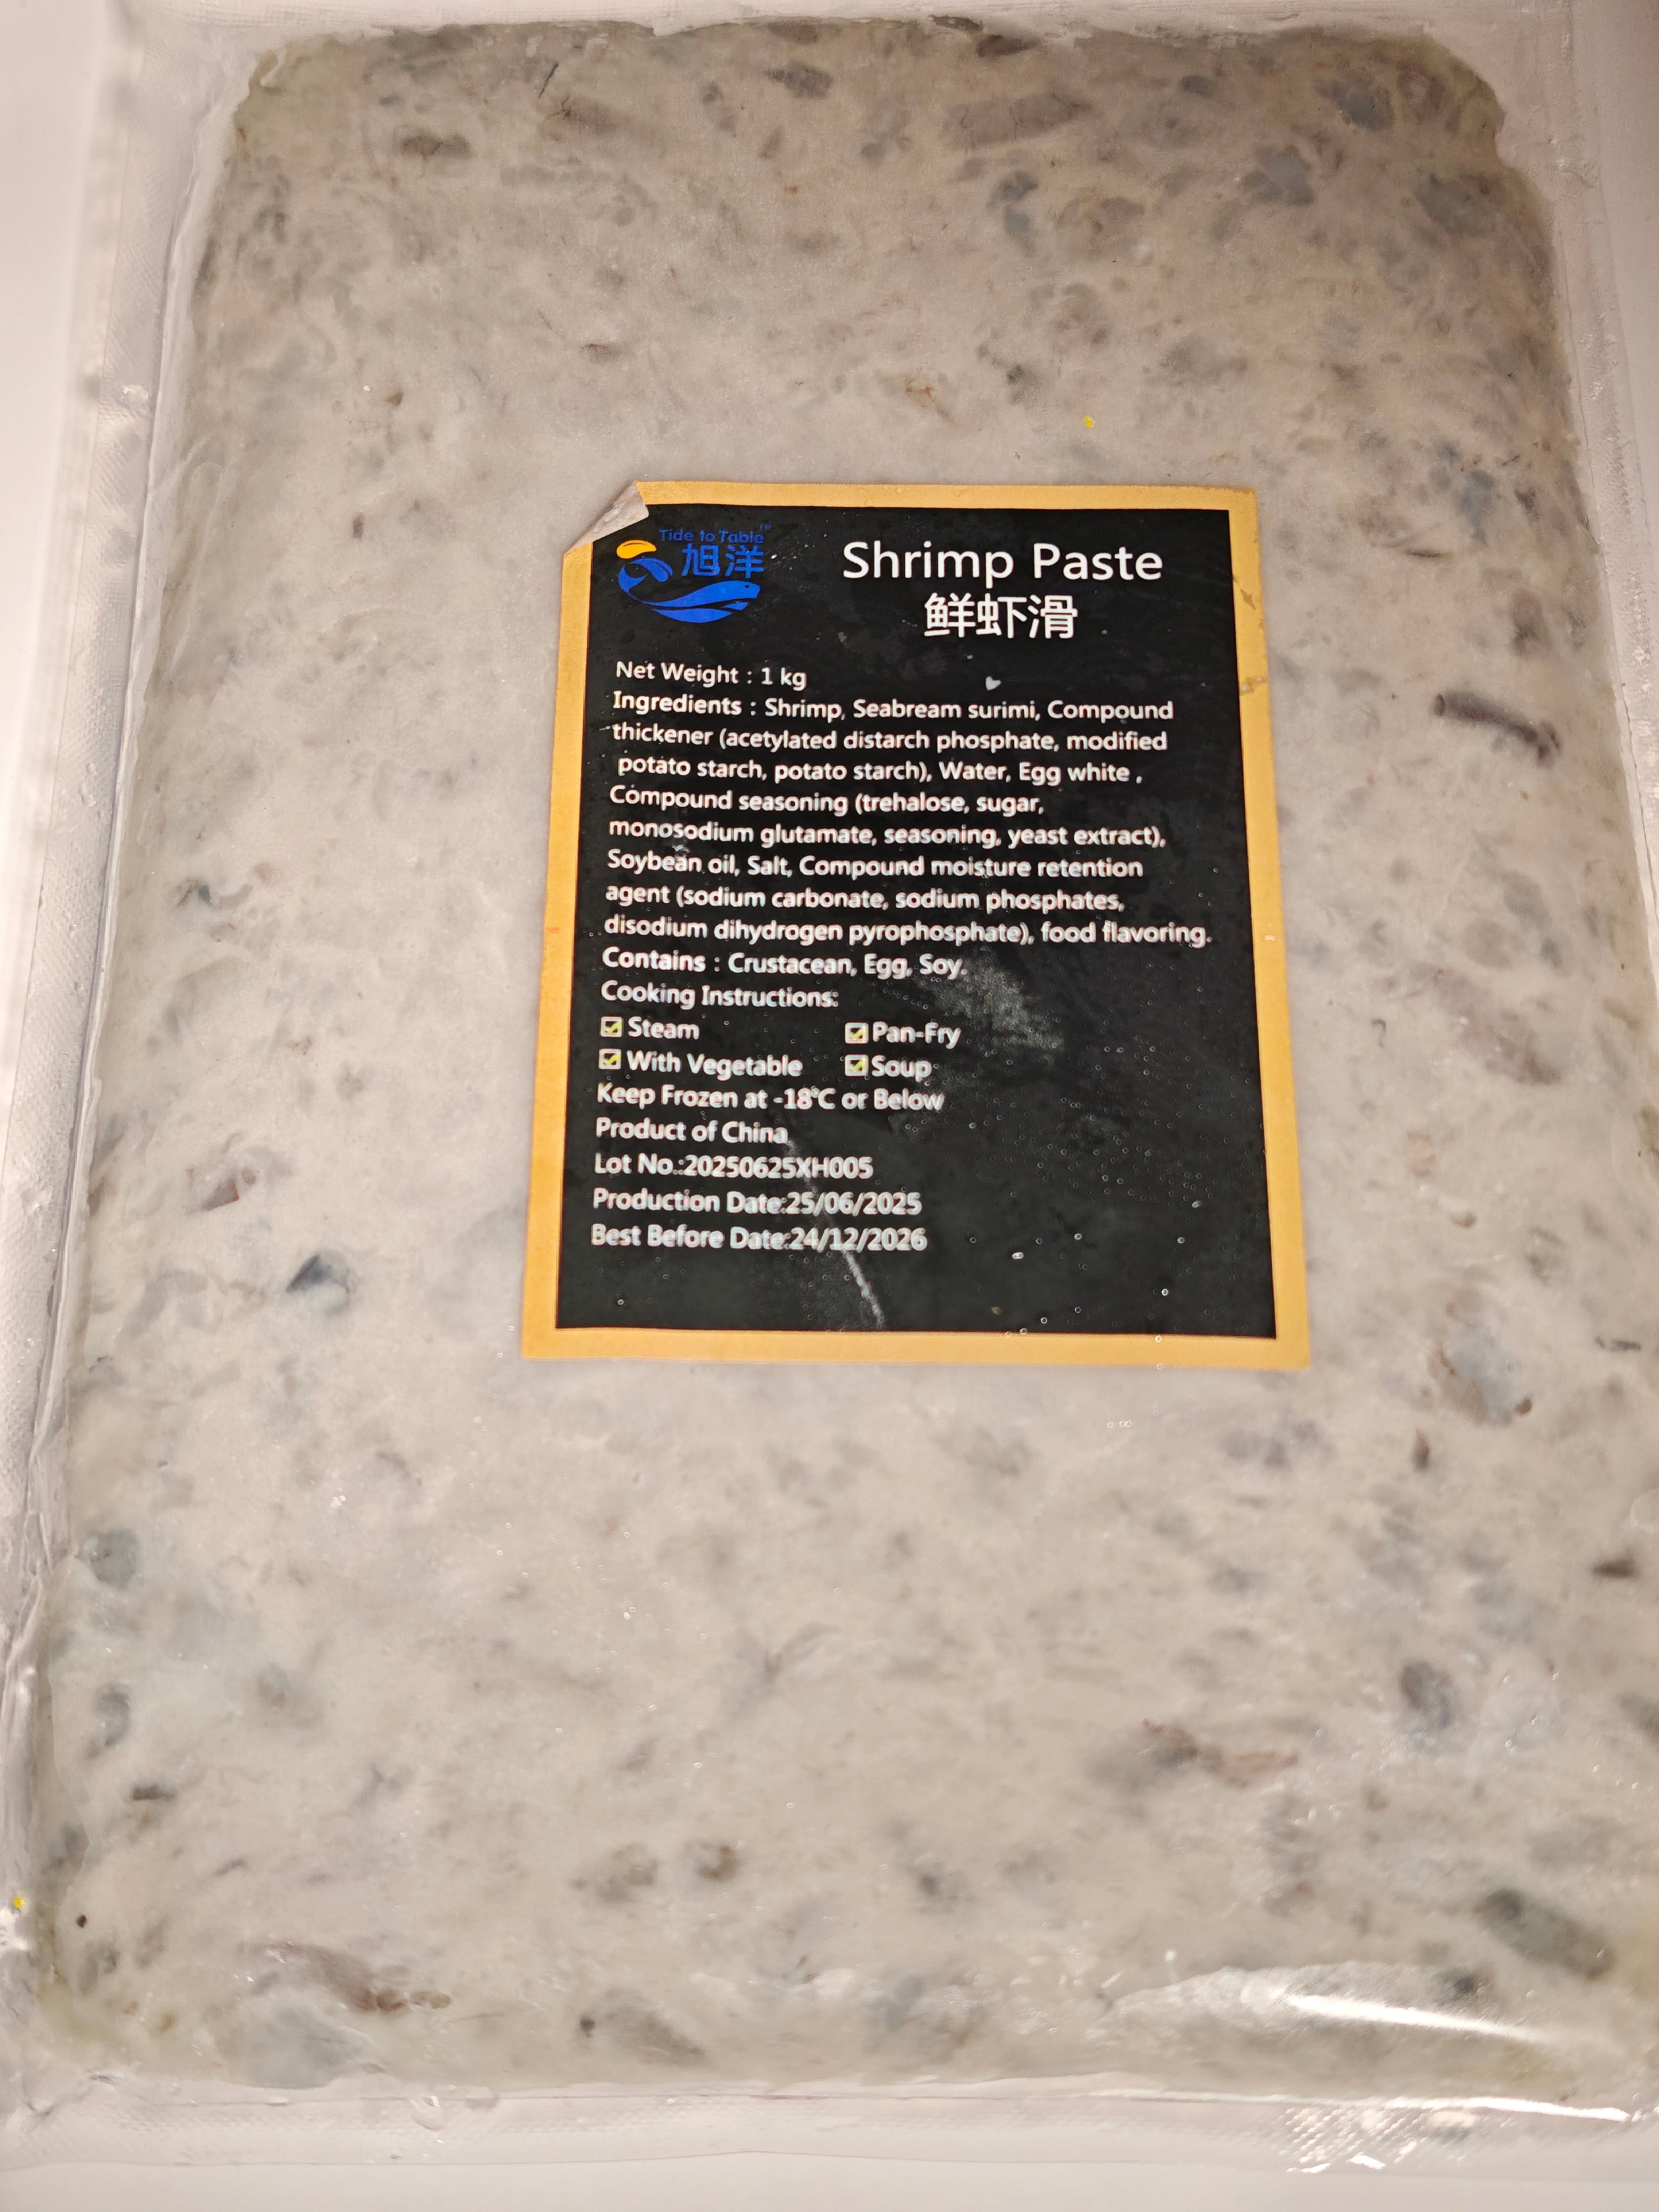 Tide to Table™
旭洋
Shrimp Paste
鲜虾滑
Net Weight : 1 kg
Ingredients : Shrimp, Seabream surimi, Compound
thickener (acetylated distarch phosphate, modified
potato starch, potato starch), Water, Egg white ,
Compound seasoning (trehalose, sugar,
monosodium glutamate, seasoning, yeast extract),
Soybean oil, Salt, Compound moisture retention
agent (sodium carbonate, sodium phosphates,
disodium dihydrogen pyrophosphate), food flavoring.
Contains : Crustacean, Egg, Soy.
Cooking Instructions:
☑ Steam ☑ Pan-Fry
☑ With Vegetable ☑ Soup
Keep Frozen at -18℃ or Below
Product of China
Lot No.:20250625XH005
Production Date:25/06/2025
Best Before Date:24/12/2026